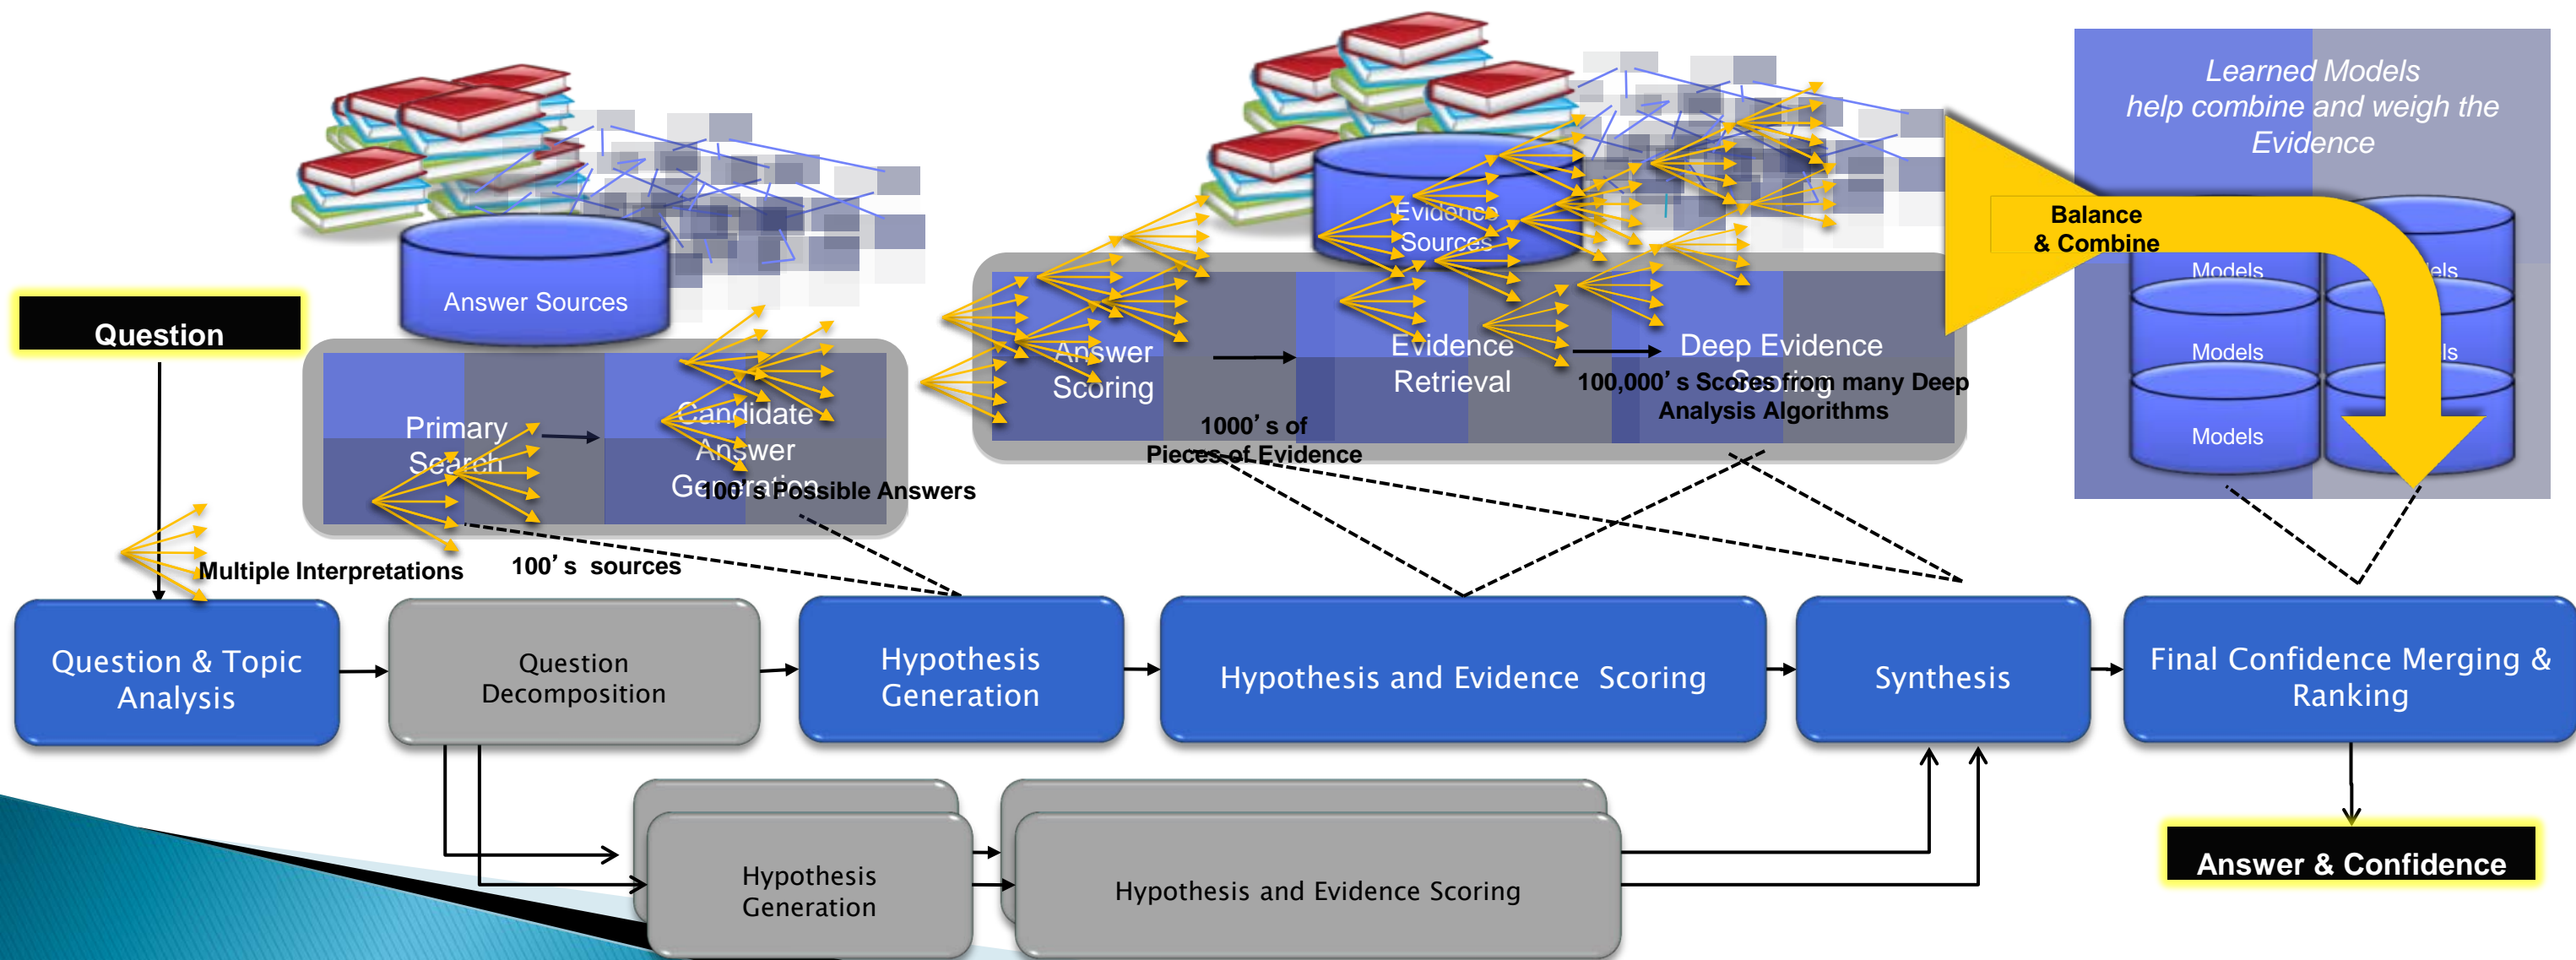 Learned Models
help combine and weigh the
Evidence
Evidence
Sources
Balance
& Combine
Answer Sources
Models
Models
Models
els
ls
Question
Answer
Scoring
Evidence
Retrieval
Deep Evidence
Scoring
100,000's Scores from many Deep
Analysis Algorithms
1000's of
Pieces of Evidence
Primary
Search
Candidate
Answer
Generation
100's Possible Answers
Multiple Interpretations
100's  sources
Question & Topic
Analysis
Question
Decomposition
Hypothesis
Generation
Hypothesis and Evidence  Scoring
Synthesis
Final Confidence Merging &
Ranking
Hypothesis
Generation
Hypothesis and Evidence Scoring
Answer & Confidence